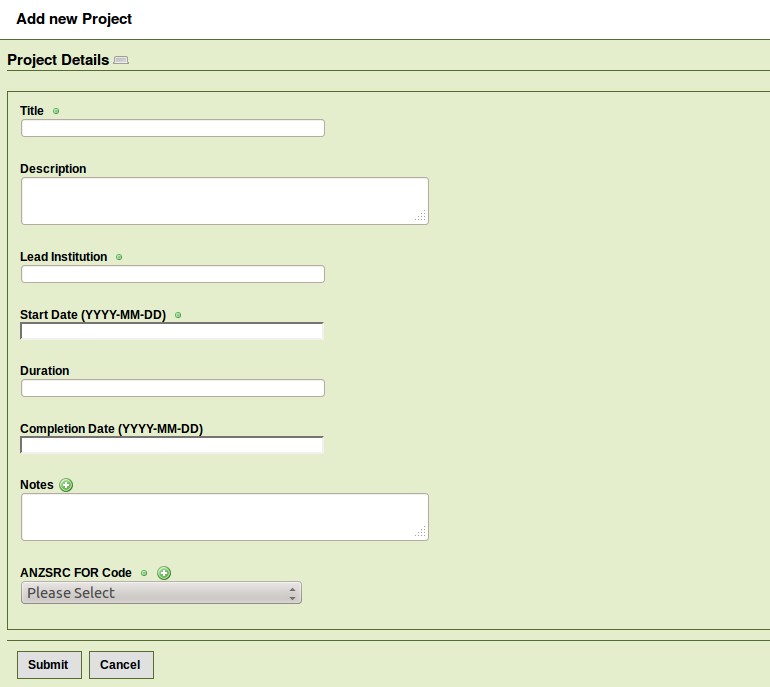 Add new Project
Project Details
Title
Description
Lead Institution
Start Date (YYYY-MM-DD)
Duration
Completion Date (YYYY-MM-DD)
Notes
ANZSRC FOR Code
Please Select
Submit Cancel